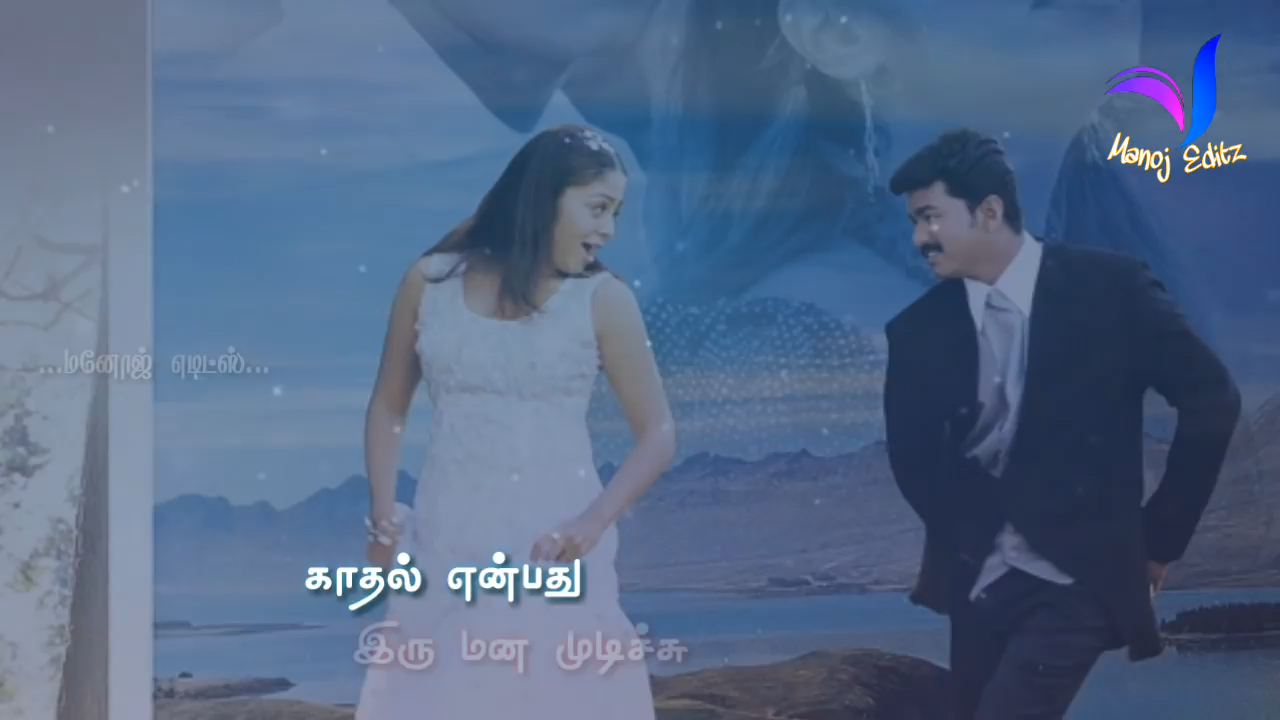 Manoj Editz
...மனோஜ் எடிட்ஸ்...
காதல் என்பது
இரு மன முடிச்சு